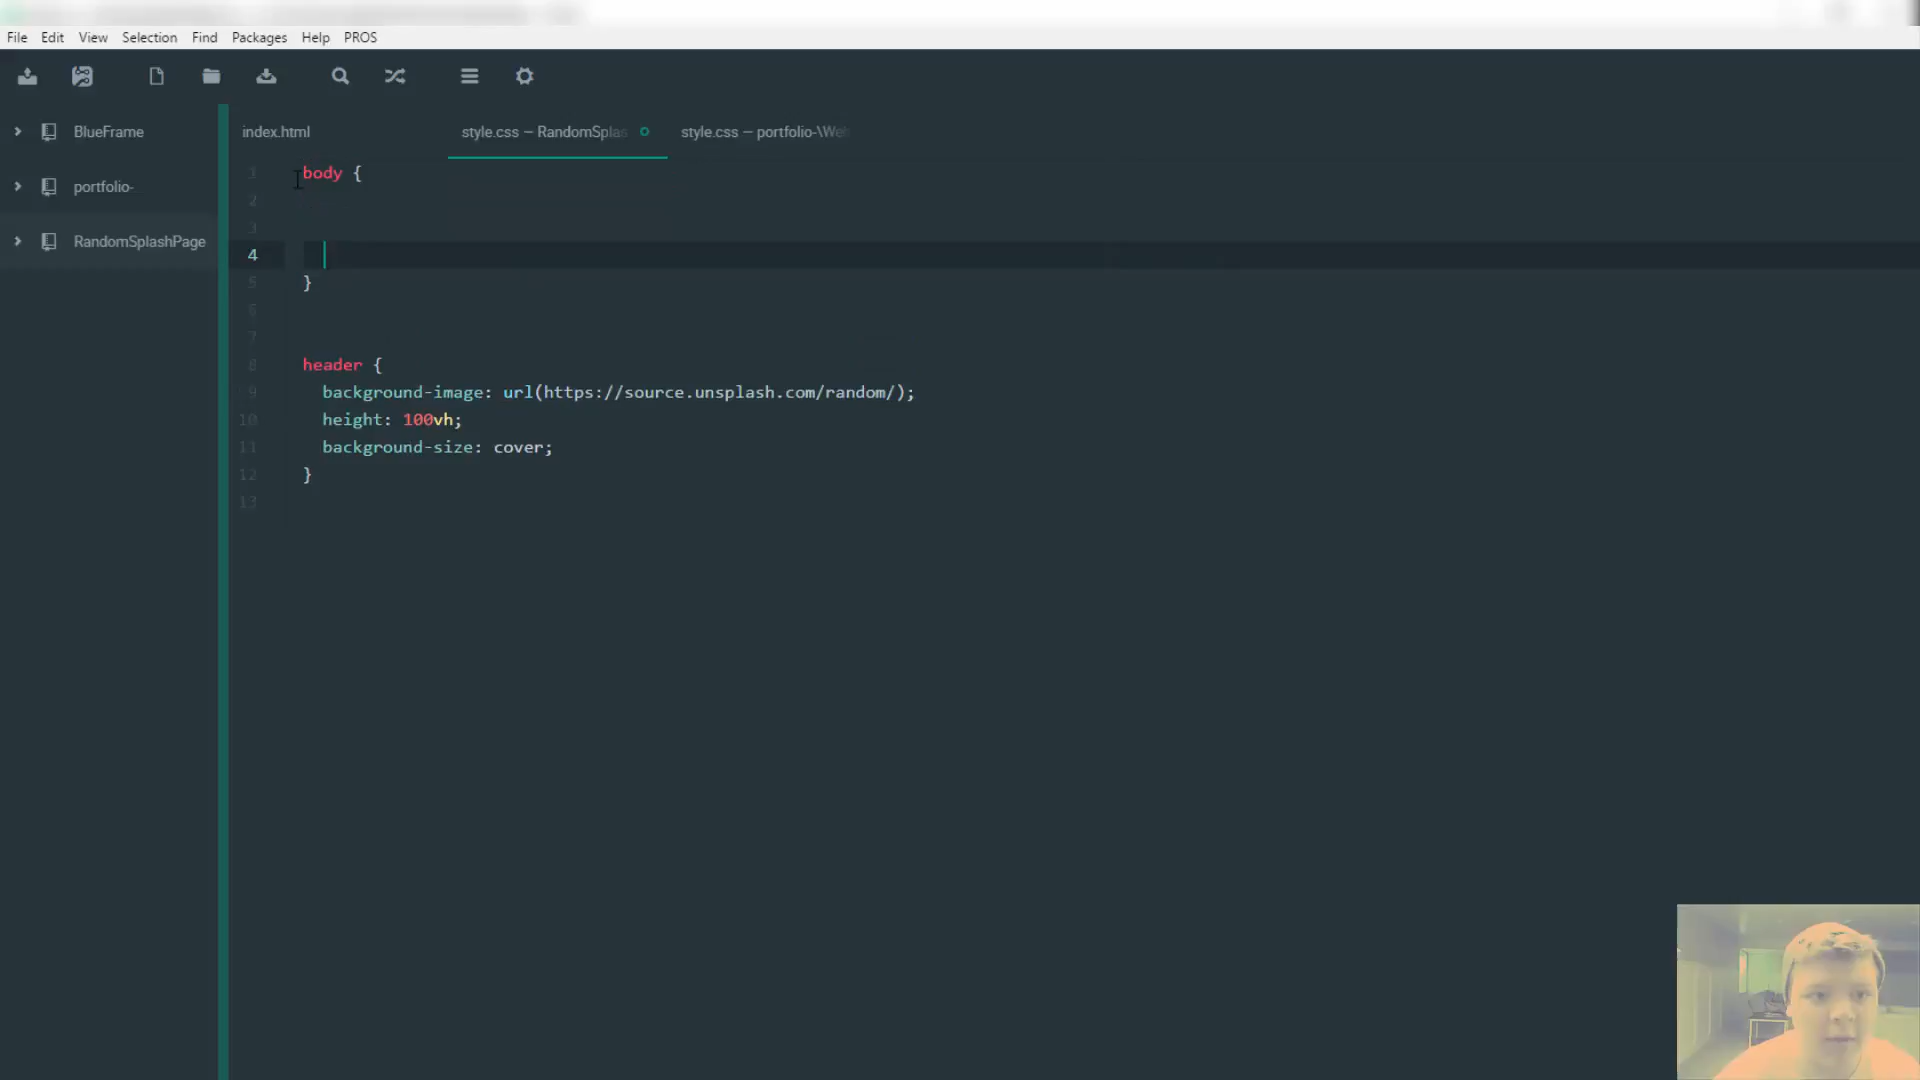 File Edit View Selection Find Packages Help PROS
BlueFrame
portfolio-
RandomSplashPage
index.html
style.css — RandomSplas
style.css — portfolio-\We
1 body {
2
3
4
5 }
6
7
8 header {
9 background-image: url(https://source.unsplash.com/random/);
10 height: 100vh;
11 background-size: cover;
12 }
13